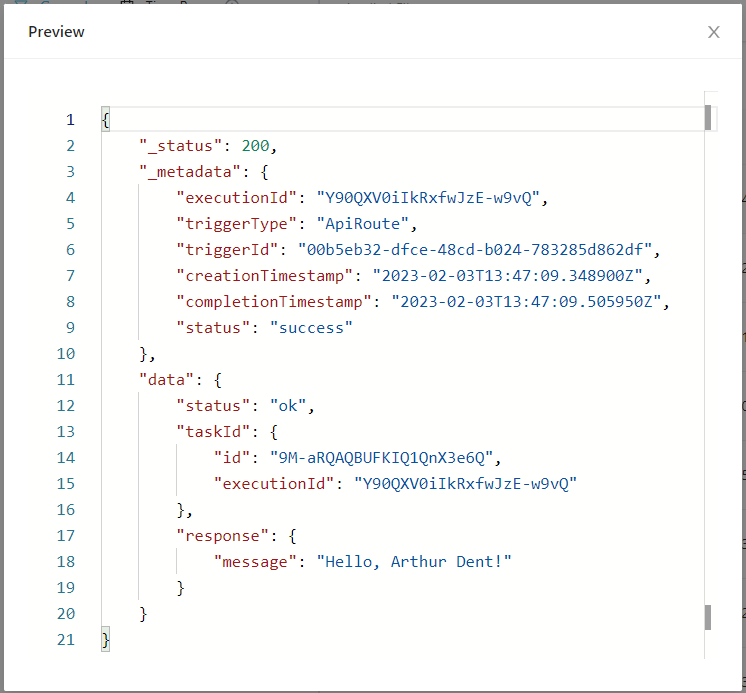 Preview
1 {
2     "_status": 200,
3     "_metadata": {
4         "executionId": "Y90QXV0iIkRxfwJzE-w9vQ",
5         "triggerType": "ApiRoute",
6         "triggerId": "00b5eb32-dfce-48cd-b024-783285d862df",
7         "creationTimestamp": "2023-02-03T13:47:09.348900Z",
8         "completionTimestamp": "2023-02-03T13:47:09.505950Z",
9         "status": "success"
10     },
11     "data": {
12         "status": "ok",
13         "taskId": {
14             "id": "9M-aRQAQBUFKIQ1QnX3e6Q",
15             "executionId": "Y90QXV0iIkRxfwJzE-w9vQ"
16         },
17         "response": {
18             "message": "Hello, Arthur Dent!"
19         }
20     }
21 }